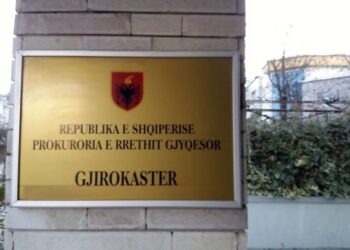 REPUBLIKA E SHQIPERISE
PROKURORIA E RRETHIT GJYQESOR
GJIROKASTER